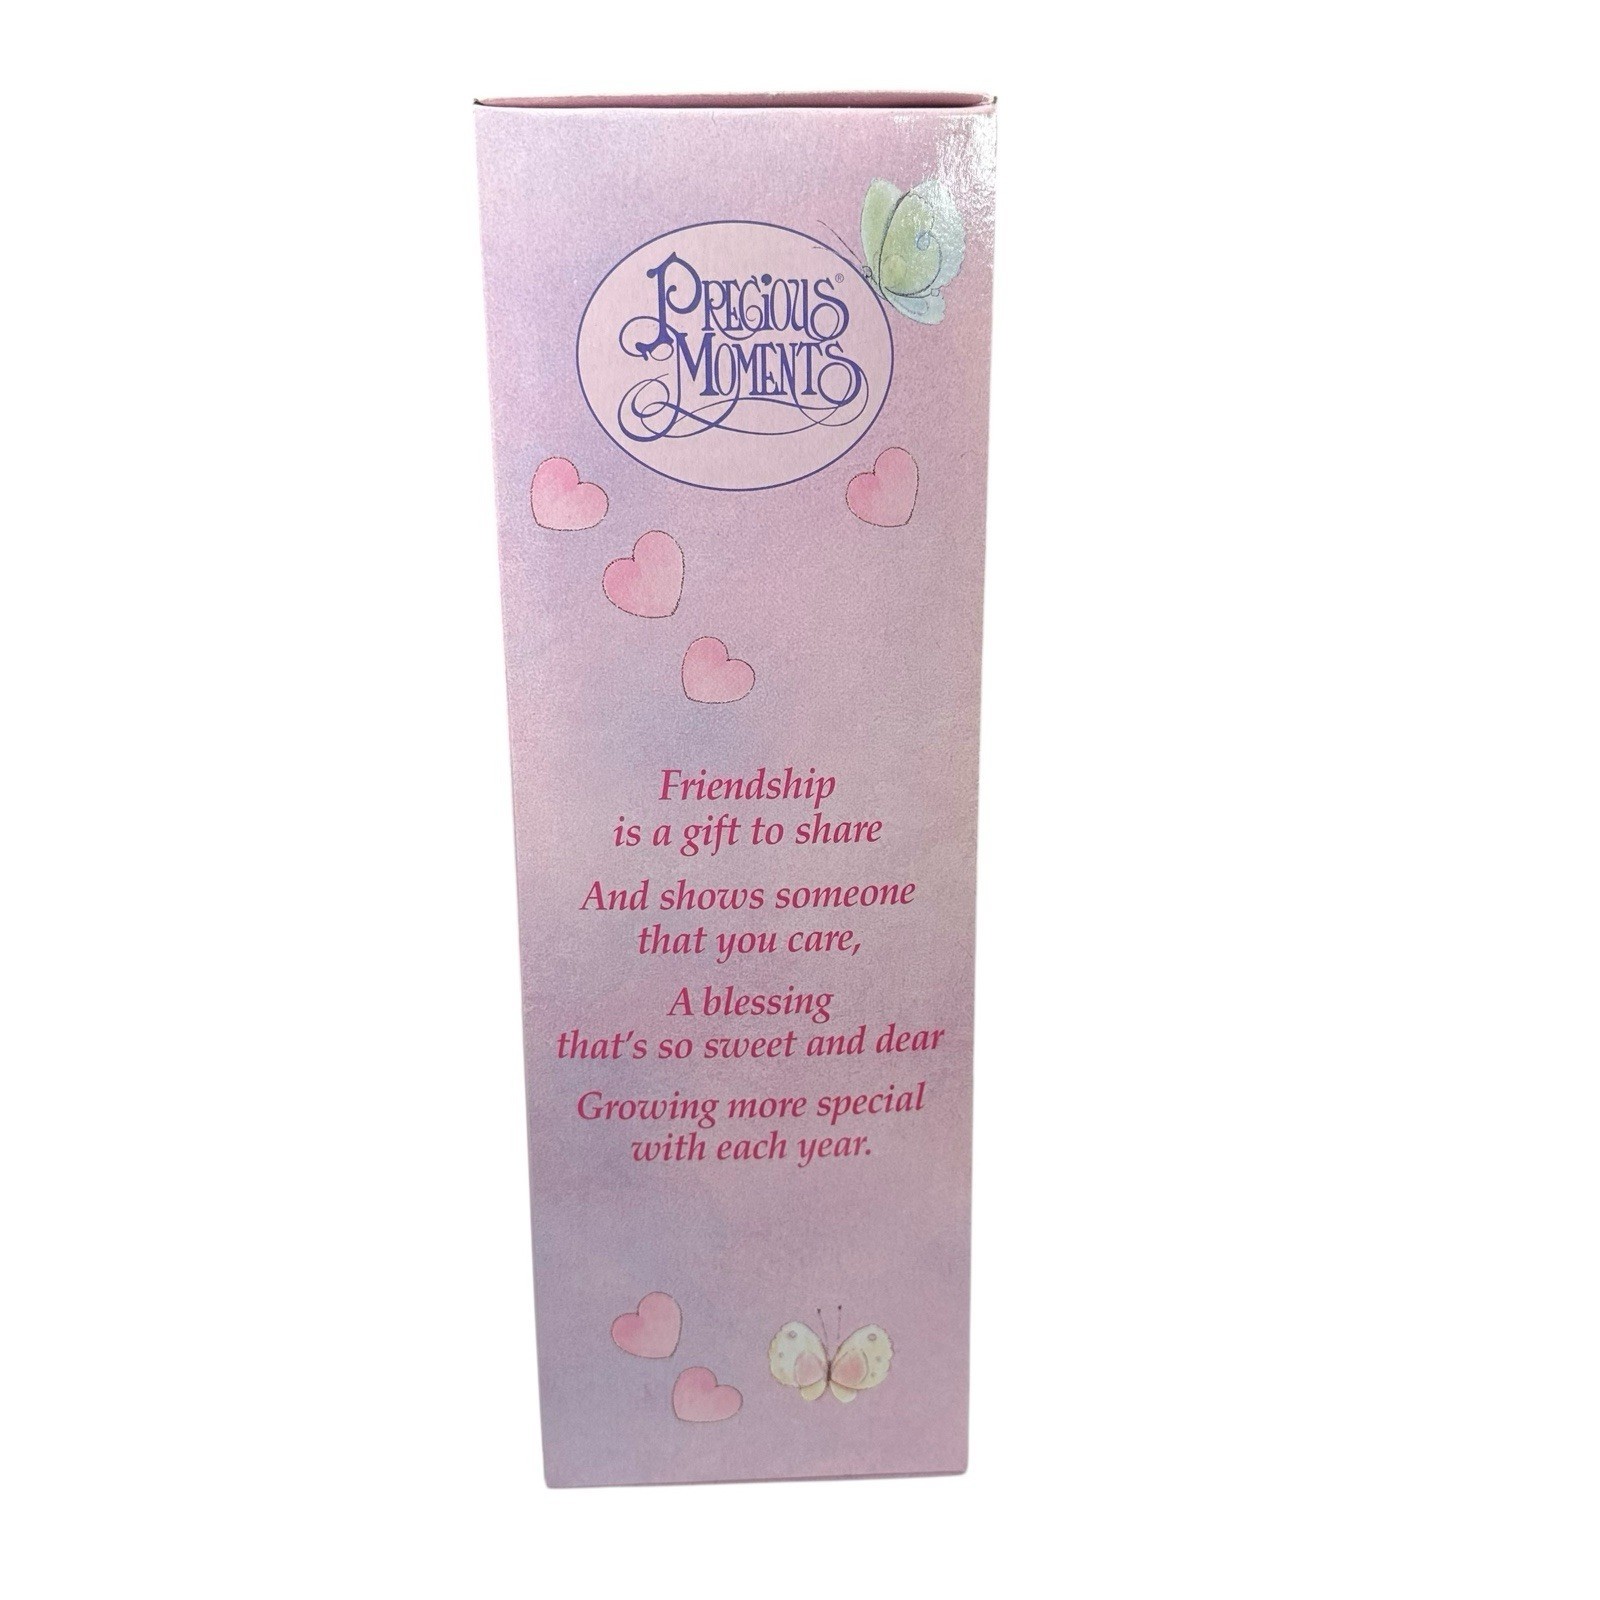 PRECIOUS®
MOMENTS
Friendship
is a gift to share
And shows someone
that you care,
A blessing
that's so sweet and dear
Growing more special
with each year.